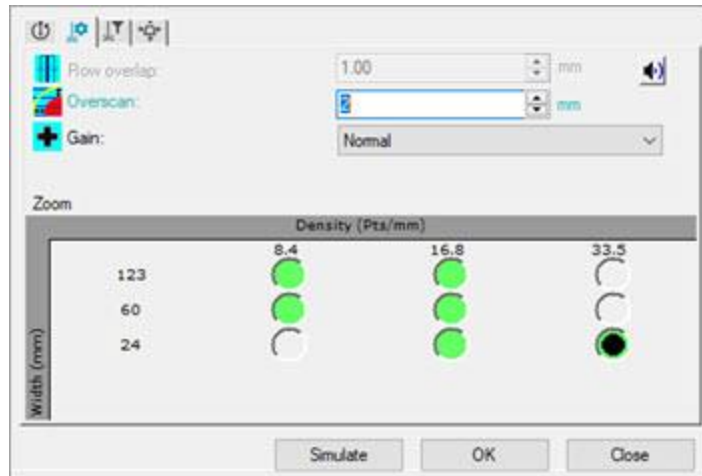 Row overlap: 1.00 mm
Overscan: 2 mm
Gain: Normal
Zoom
Density (Pts/mm)
8.4 16.8 33.5
123
60
24
Width (mm)
Simulate OK Close